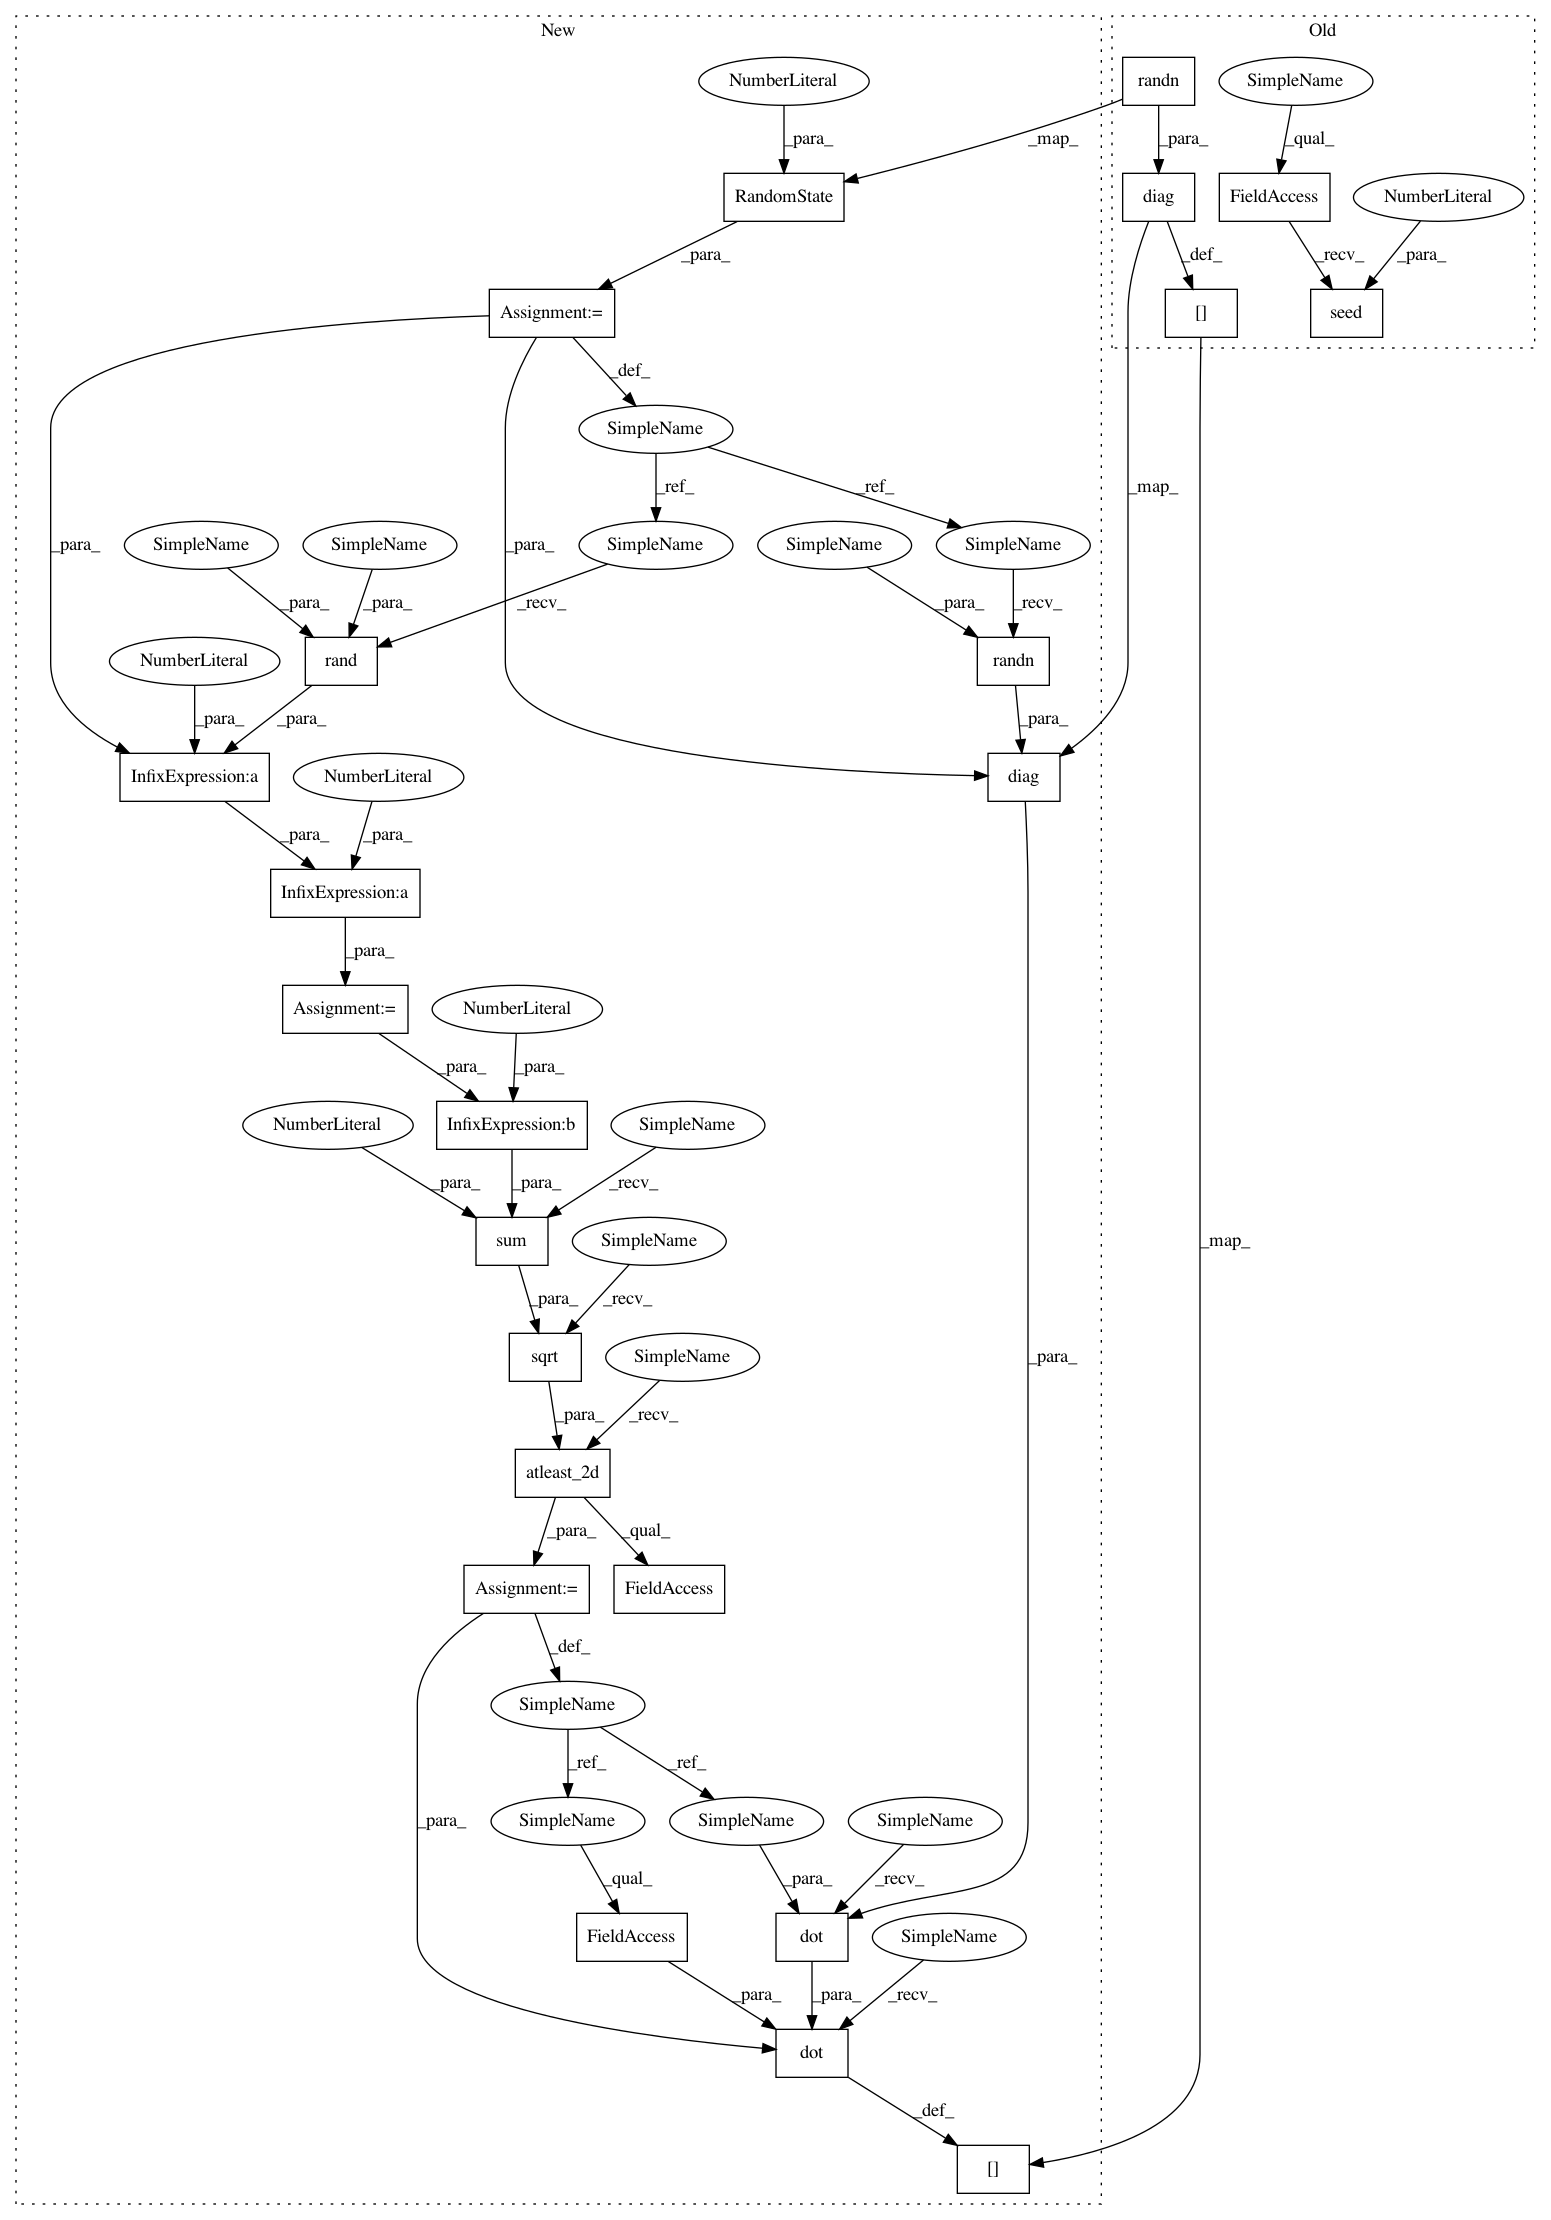 New
Old
NumberLiteral
randn
SimpleName
_para_
_map_
_para_
_qual_
RandomState
diag
FieldAccess
NumberLiteral
_para_
_def_
_recv_
_para_
Assignment:=
[]
seed
_def_
SimpleName
_ref_
_ref_
_map_
_para_
SimpleName
SimpleName
_para_
SimpleName
SimpleName
SimpleName
_para_
_para_
_recv_
_para_
_recv_
NumberLiteral
rand
randn
_para_
_para_
_para_
InfixExpression:a
NumberLiteral
diag
_para_
_para_
InfixExpression:a
_para_
Assignment:=
NumberLiteral
_para_
_para_
NumberLiteral
InfixExpression:b
SimpleName
_para_
_para_
_recv_
sum
SimpleName
_map_
_para_
_recv_
sqrt
SimpleName
_para_
_para_
_recv_
atleast_2d
_para_
_qual_
Assignment:=
FieldAccess
_def_
SimpleName
_ref_
_ref_
_para_
SimpleName
SimpleName
SimpleName
_qual_
_para_
_recv_
FieldAccess
dot
SimpleName
_para_
_para_
_recv_
dot
_def_
[]